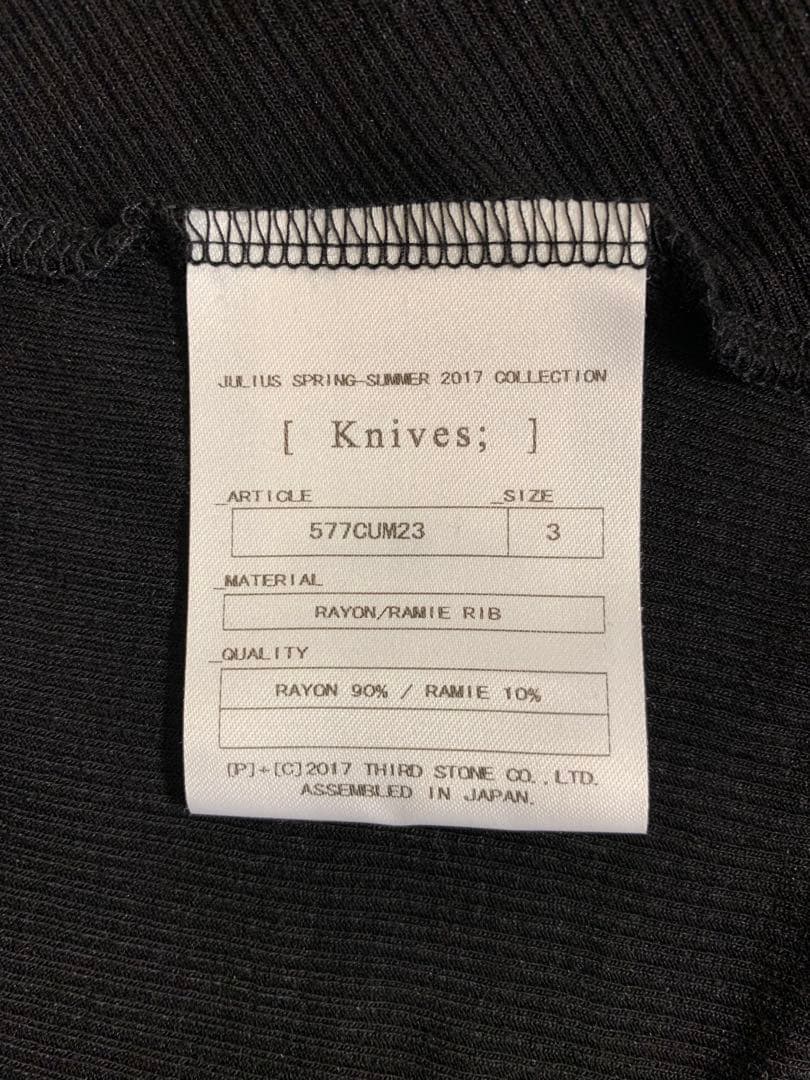 JULIUS SPRING-SUMMER 2017 COLLECTION
[ Knives; ]
_ARTICLE _SIZE
577CUM23 3
_MATERIAL
RAYON/RAMIE RIB
_QUALITY
RAYON 90% / RAMIE 10%
[P]+[C]2017 THIRD STONE CO.,LTD.
ASSEMBLED IN JAPAN.